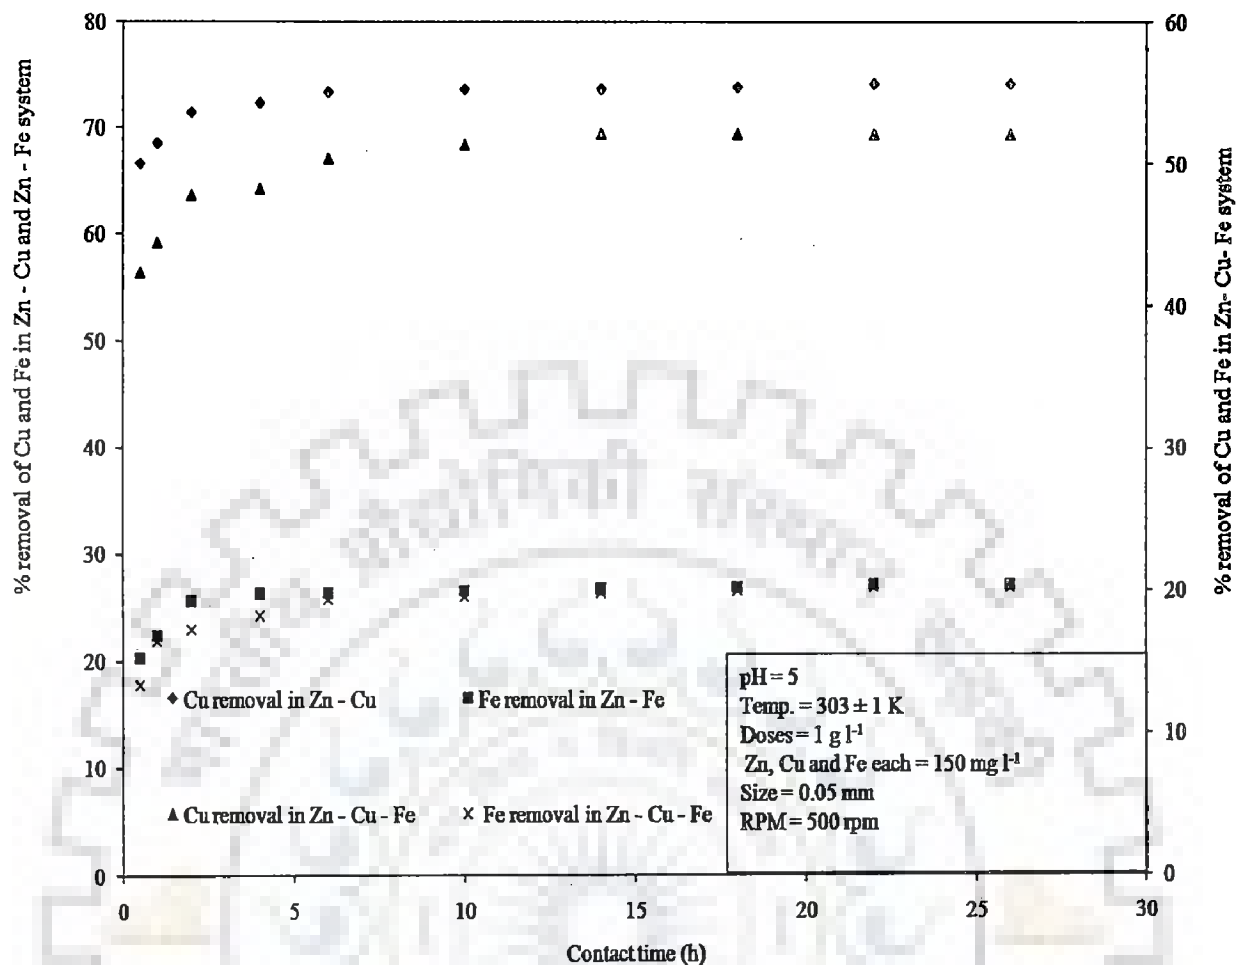 80
70
60
50
40
30
20
10
0
% removal of Cu and Fe in Zn - Cu and Zn - Fe system
60
50
40
30
20
10
0
% removal of Cu and Fe in Zn- Cu- Fe system
Cu removal in Zn - Cu
Fe removal in Zn - Fe
Cu removal in Zn - Cu - Fe
Fe removal in Zn - Cu - Fe
pH = 5
Temp. = 303 ± 1 K
Doses = 1 g l⁻¹
Zn, Cu and Fe each = 150 mg l⁻¹
Size = 0.05 mm
RPM = 500 rpm
0 5 10 15 20 25 30
Contact time (h)